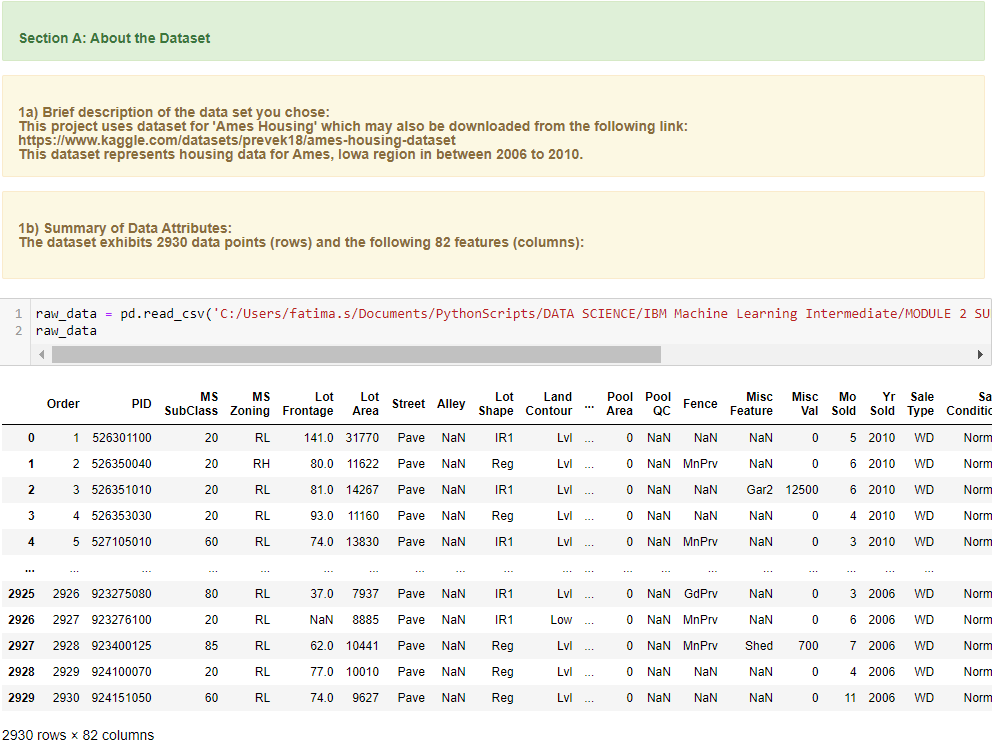 Section A: About the Dataset
1a) Brief description of the data set you chose:
This project uses dataset for 'Ames Housing' which may also be downloaded from the following link:
https://www.kaggle.com/datasets/prevek18/ames-housing-dataset
This dataset represents housing data for Ames, Iowa region in between 2006 to 2010.
1b) Summary of Data Attributes:
The dataset exhibits 2930 data points (rows) and the following 82 features (columns):
1 raw_data = pd.read_csv('C:/Users/fatima.s/Documents/PythonScripts/DATA SCIENCE/IBM Machine Learning Intermediate/MODULE 2 SU
2 raw_data
Order PID MS SubClass MS Zoning Lot Frontage Lot Area Street Alley Lot Shape Land Contour ... Pool Area Pool QC Fence Misc Feature Misc Val Mo Sold Yr Sold Sale Type Sa Conditio
0 1 526301100 20 RL 141.0 31770 Pave NaN IR1 Lvl ... 0 NaN NaN NaN 0 5 2010 WD Norm
1 2 526350040 20 RH 80.0 11622 Pave NaN Reg Lvl ... 0 NaN MnPrv NaN 0 6 2010 WD Norm
2 3 526351010 20 RL 81.0 14267 Pave NaN IR1 Lvl ... 0 NaN NaN Gar2 12500 6 2010 WD Norm
3 4 526353030 20 RL 93.0 11160 Pave NaN Reg Lvl ... 0 NaN NaN NaN 0 4 2010 WD Norm
4 5 527105010 60 RL 74.0 13830 Pave NaN IR1 Lvl ... 0 NaN MnPrv NaN 0 3 2010 WD Norm
... ... ... ... ... ... ... ... ... ... ... ... ... ... ... ... ... ... ... ...
2925 2926 923275080 80 RL 37.0 7937 Pave NaN IR1 Lvl ... 0 NaN GdPrv NaN 0 3 2006 WD Norm
2926 2927 923276100 20 RL NaN 8885 Pave NaN IR1 Low ... 0 NaN MnPrv NaN 0 6 2006 WD Norm
2927 2928 923400125 85 RL 62.0 10441 Pave NaN Reg Lvl ... 0 NaN MnPrv Shed 700 7 2006 WD Norm
2928 2929 924100070 20 RL 77.0 10010 Pave NaN Reg Lvl ... 0 NaN NaN NaN 0 4 2006 WD Norm
2929 2930 924151050 60 RL 74.0 9627 Pave NaN Reg Lvl ... 0 NaN NaN NaN 0 11 2006 WD Norm
2930 rows × 82 columns